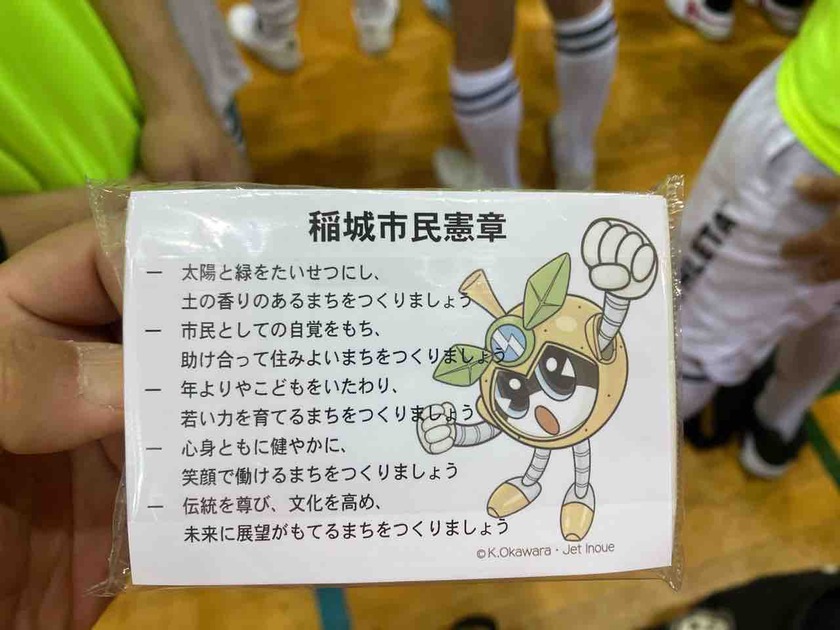 稲城市民憲章
一 太陽と緑をたいせつにし、
土の香りのあるまちをつくりましょう
一 市民としての自覚をもち、
助け合って住みよいまちをつくりましょう
一 年よりやこどもをいたわり、
若い力を育てるまちをつくりましょう
一 心身ともに健やかに、
笑顔で働けるまちをつくりましょう
一 伝統を尊び、文化を高め、
未来に展望がもてるまちをつくりましょう
©K.Okawara・Jet Inoue